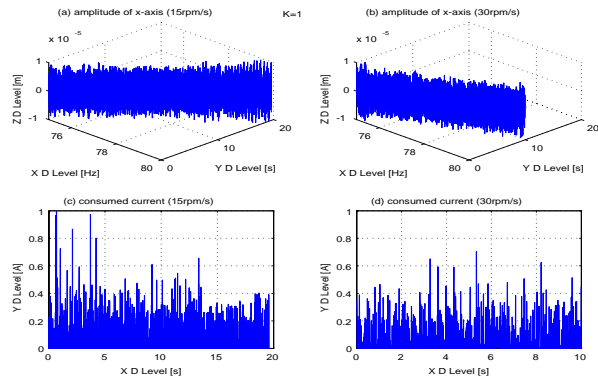 (a) amplitude of x-axis (15rpm/s)
K=1
(b) amplitude of x-axis (30rpm/s)
x 10 -5
x 10 -5
1
0
-1
Z D Level [m]
76
78
80
X D Level [Hz]
0
10
20
Y D Level [s]
1
0
-1
Z D Level [m]
76
78
80
X D Level [Hz]
0
10
20
Y D Level [s]
(c) consumed current (15rpm/s)
(d) consumed current (30rpm/s)
1
0.8
0.6
0.4
0.2
0
Y D Level [A]
0 5 10 15 20
X D Level [s]
1
0.8
0.6
0.4
0.2
0
Y D Level [A]
0 2 4 6 8 10
X D Level [s]